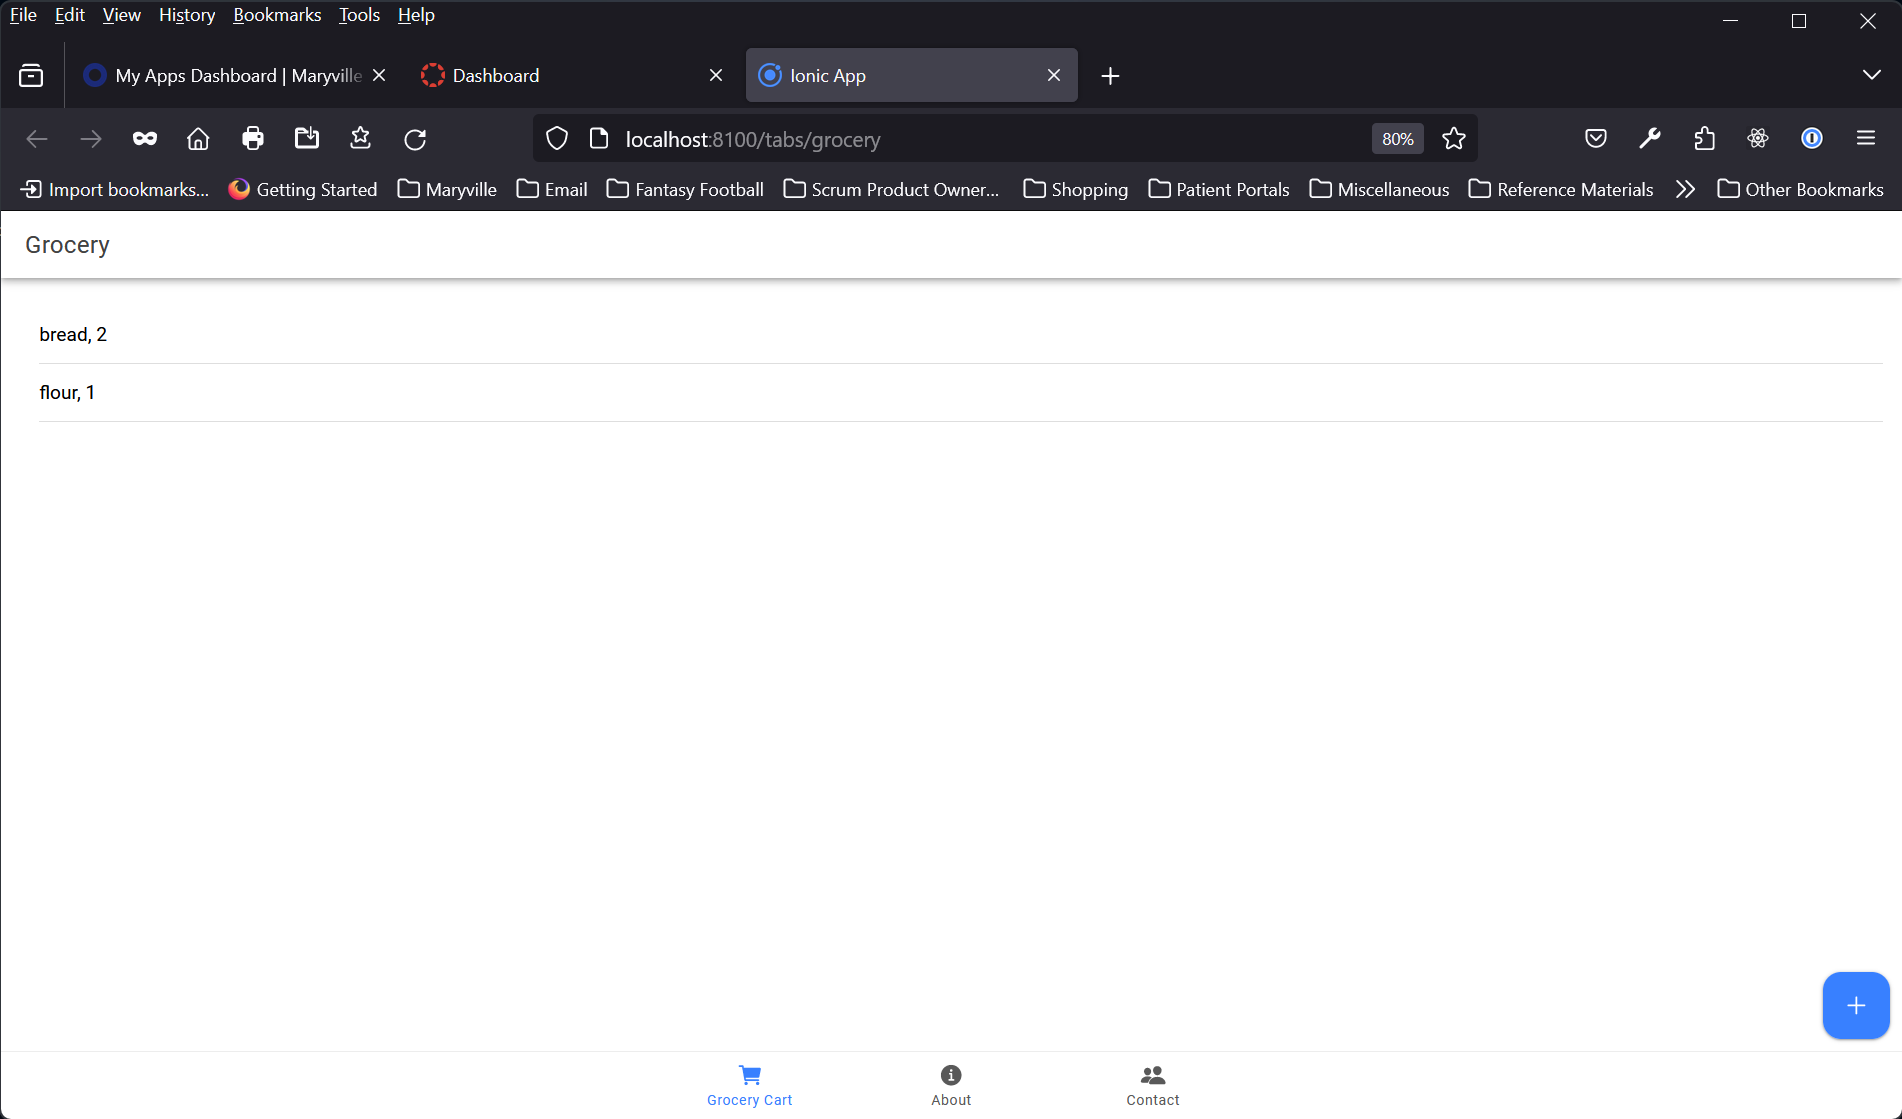 File Edit View History Bookmarks Tools Help
My Apps Dashboard | Maryville
Dashboard
Ionic App
localhost:8100/tabs/grocery
80%
Import bookmarks... Getting Started Maryville Email Fantasy Football Scrum Product Owner... Shopping Patient Portals Miscellaneous Reference Materials Other Bookmarks
Grocery
bread, 2
flour, 1
Grocery Cart About Contact